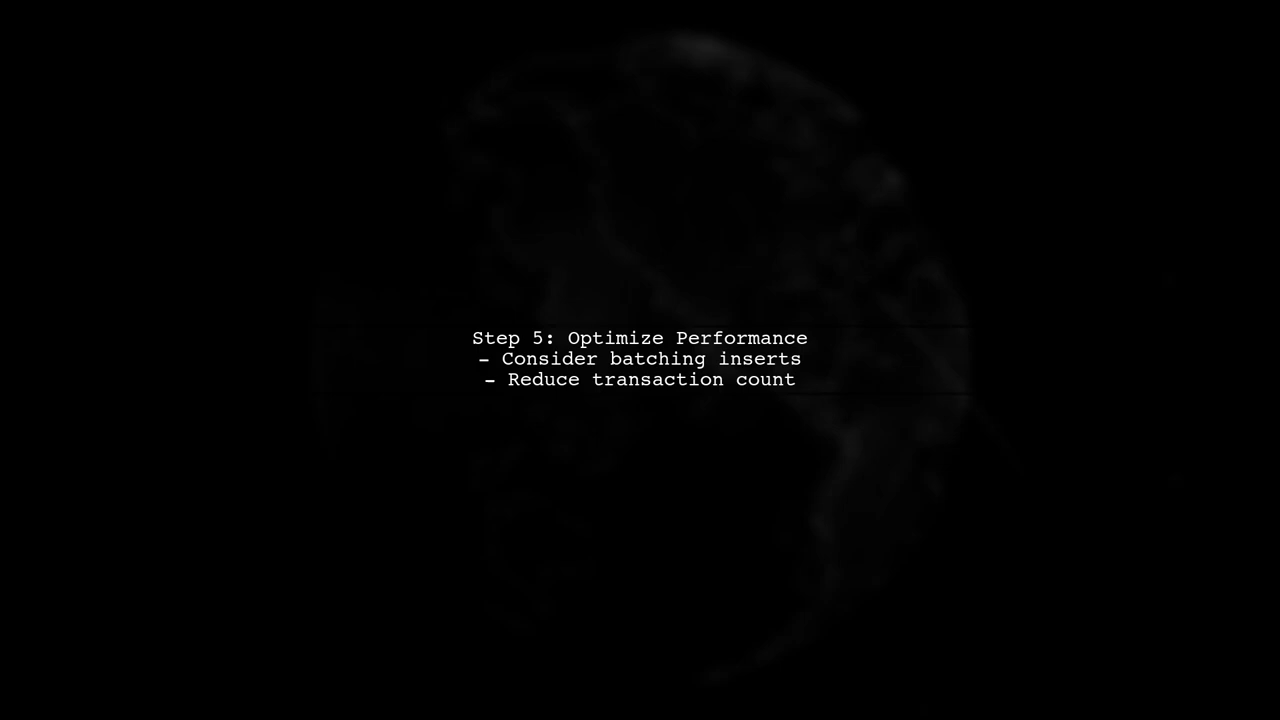 Step 5: Optimize Performance
– Consider batching inserts
– Reduce transaction count